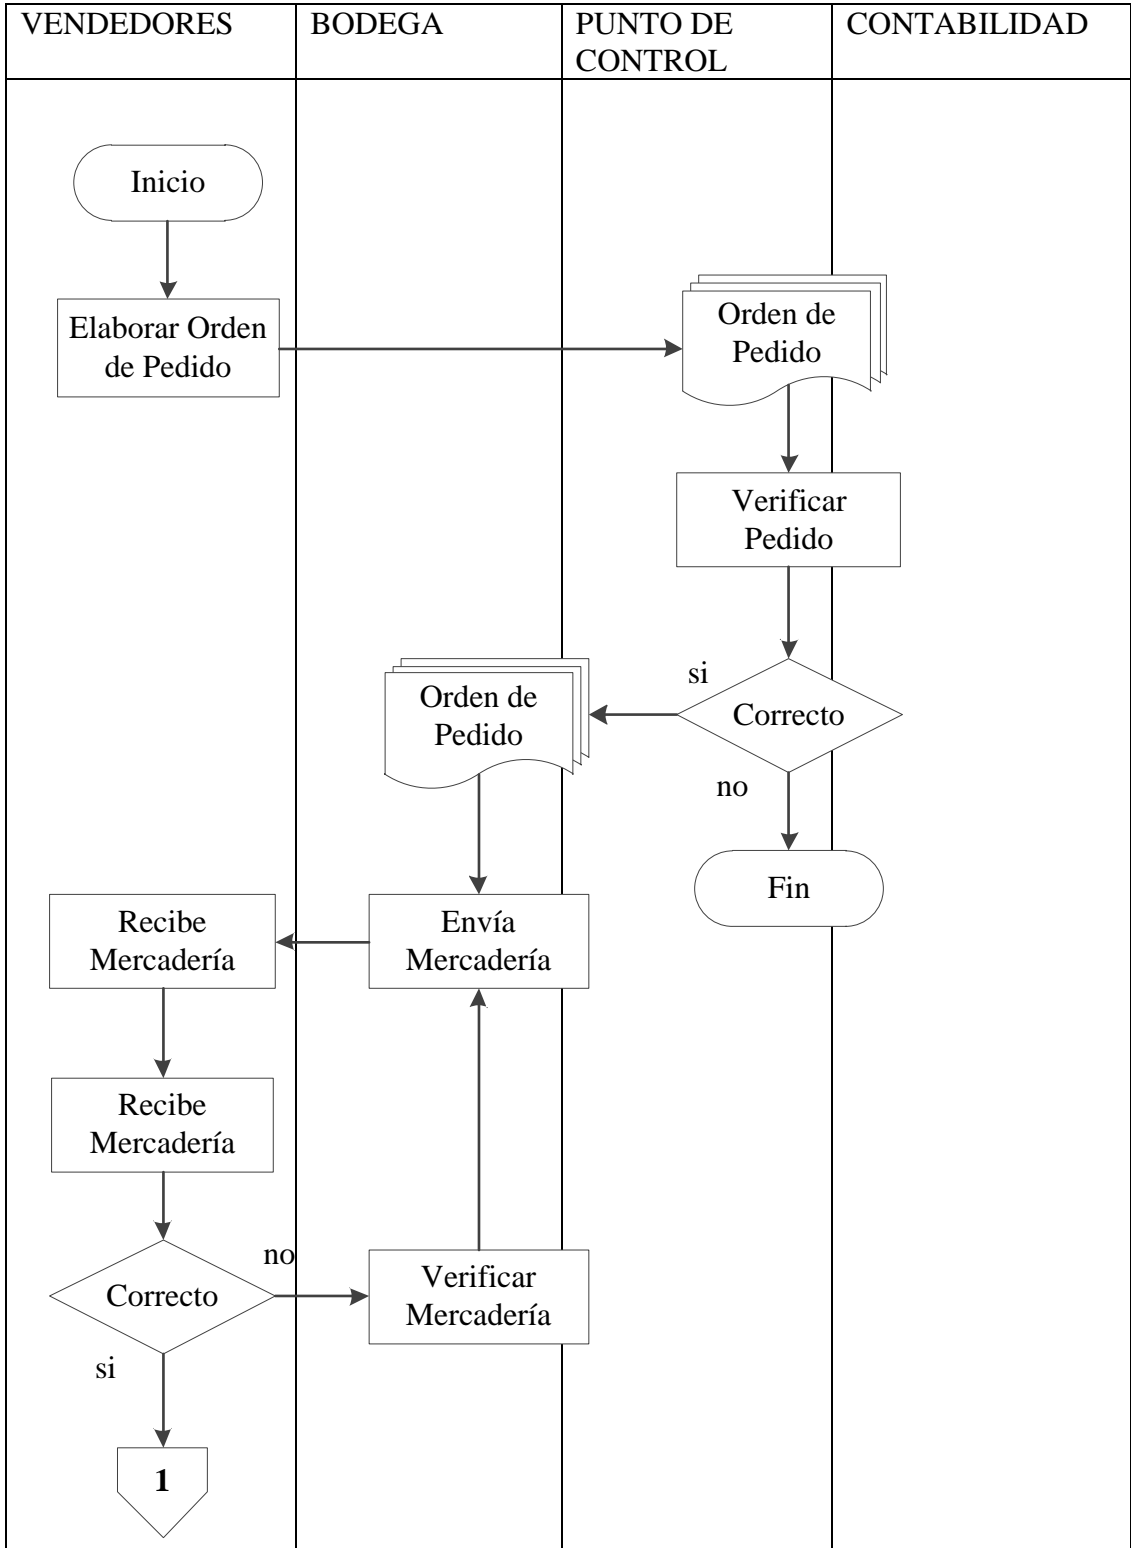 VENDEDORES
BODEGA
PUNTO DE
CONTROL
CONTABILIDAD
Inicio
Elaborar Orden
de Pedido
Orden de
Pedido
Verificar
Pedido
si
Correcto
Orden de
Pedido
no
Fin
Envía
Mercadería
Recibe
Mercadería
Recibe
Mercadería
Correcto
no
Verificar
Mercadería
si
1